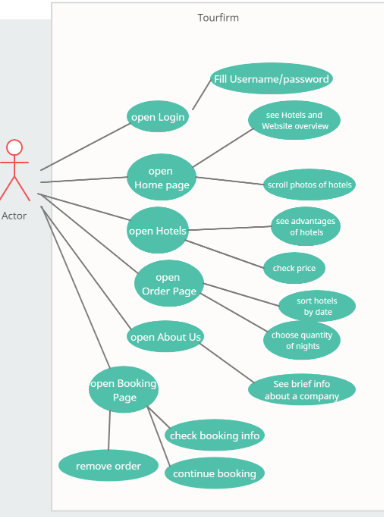 Tourfirm
Fill Username/password
open Login
see Hotels and
Website overview
open
Home page
scroll photos of hotels
Actor
see advantages
of hotels
open Hotels
check price
open
Order Page
sort hotels
by date
open About Us
choose quantity
of nights
open Booking
Page
See brief info
about a company
check booking info
remove order
continue booking